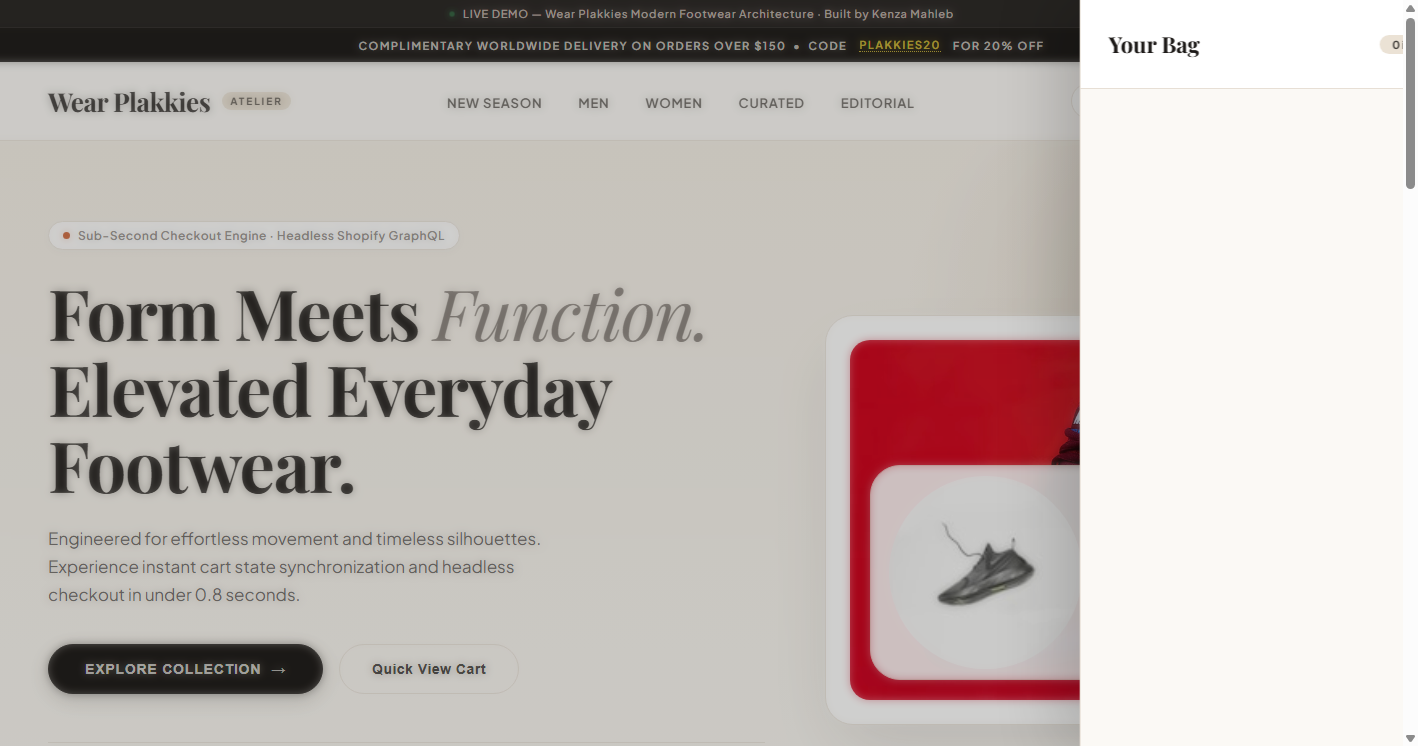 LIVE DEMO — Wear Plakkies Modern Footwear Architecture · Built by Kenza Mahleb
COMPLIMENTARY WORLDWIDE DELIVERY ON ORDERS OVER $150 • CODE PLAKKIES20 FOR 20% OFF
Wear Plakkies ATELIER
NEW SEASON MEN WOMEN CURATED EDITORIAL
Your Bag
0
Sub-Second Checkout Engine · Headless Shopify GraphQL
Form Meets Function.
Elevated Everyday
Footwear.
Engineered for effortless movement and timeless silhouettes.
Experience instant cart state synchronization and headless
checkout in under 0.8 seconds.
EXPLORE COLLECTION →
Quick View Cart